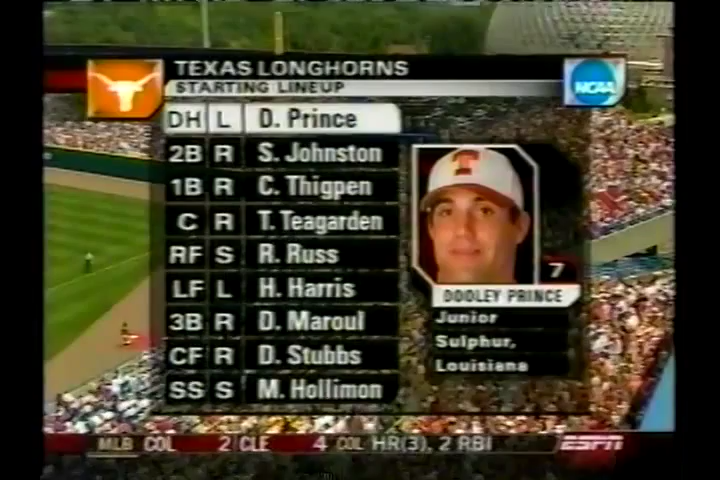 TEXAS LONGHORNS
NCAA
STARTING LINEUP
DH L D. Prince
2B R S. Johnston
1B R C. Thigpen
C R T. Teagarden
RF S R. Russ
LF L H. Harris
3B R D. Maroul
CF R D. Stubbs
SS S M. Hollimon
T
7
DOOLEY PRINCE
Junior
Sulphur,
Louisiana
MLB COL 2 CLE 4 COL HR(3), 2 RBI ESPN